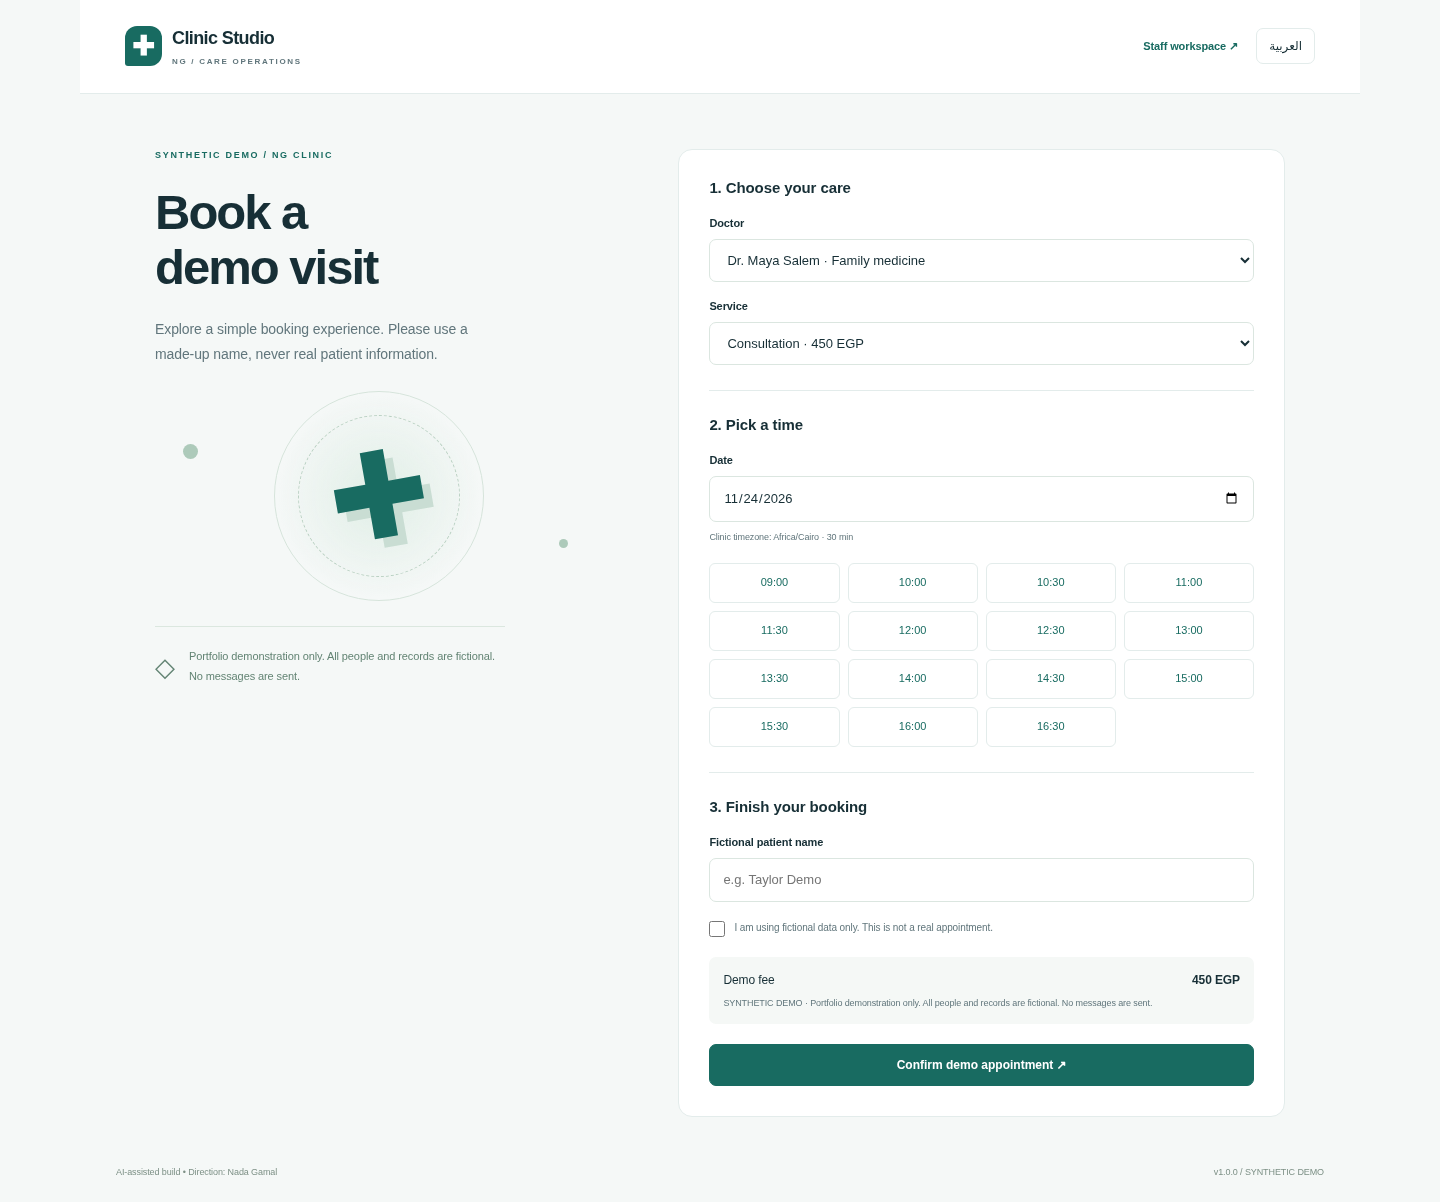 Clinic Studio
NG / CARE OPERATIONS
Staff workspace ↗
العربية
SYNTHETIC DEMO / NG CLINIC
Book a
demo visit
Explore a simple booking experience. Please use a
made-up name, never real patient information.
Portfolio demonstration only. All people and records are fictional.
No messages are sent.
1. Choose your care
Doctor
Dr. Maya Salem · Family medicine
Service
Consultation · 450 EGP
2. Pick a time
Date
11/24/2026
Clinic timezone: Africa/Cairo · 30 min
09:00 10:00 10:30 11:00
11:30 12:00 12:30 13:00
13:30 14:00 14:30 15:00
15:30 16:00 16:30
3. Finish your booking
Fictional patient name
e.g. Taylor Demo
I am using fictional data only. This is not a real appointment.
Demo fee 450 EGP
SYNTHETIC DEMO · Portfolio demonstration only. All people and records are fictional. No messages are sent.
Confirm demo appointment ↗
AI-assisted build • Direction: Nada Gamal
v1.0.0 / SYNTHETIC DEMO